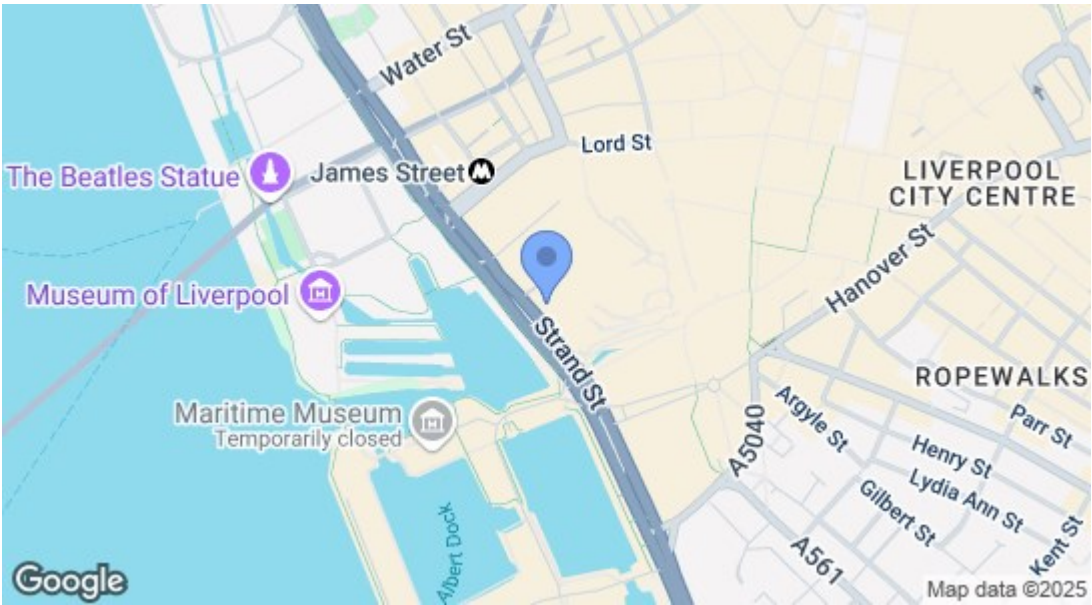 Water St
Lord St
James Street
The Beatles Statue
LIVERPOOL
CITY CENTRE
Hanover St
Museum of Liverpool
Strand St
ROPEWALKS
Maritime Museum
Temporarily closed
Argyle St
Parr St
A5040
Henry St
Lydia Ann St
Gilbert St
Kent St
Albert Dock
A561
Google
Map data ©2025